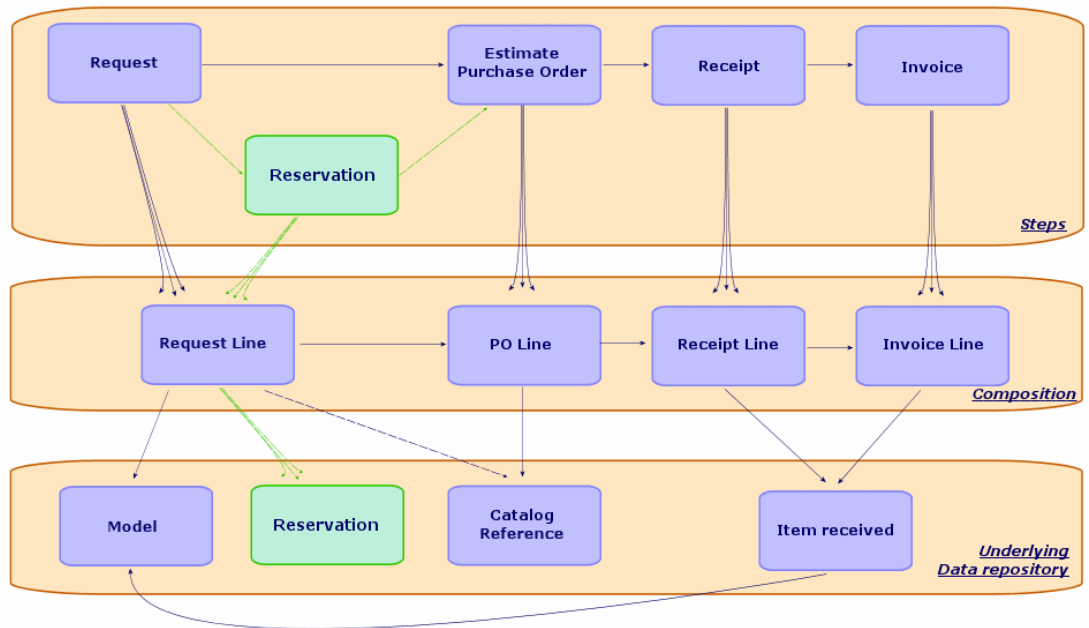 Request
Estimate
Purchase Order
Receipt
Invoice
Reservation
Steps
Request Line
PO Line
Receipt Line
Invoice Line
Composition
Model
Reservation
Catalog
Reference
Item received
Underlying
Data repository